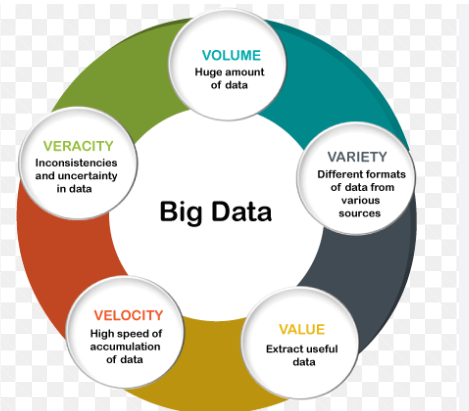 VOLUME
Huge amount
of data
VARIETY
Different formats
of data from
various
sources
VALUE
Extract useful
data
VELOCITY
High speed of
accumulation
of data
VERACITY
Inconsistencies
and uncertainty
in data
Big Data